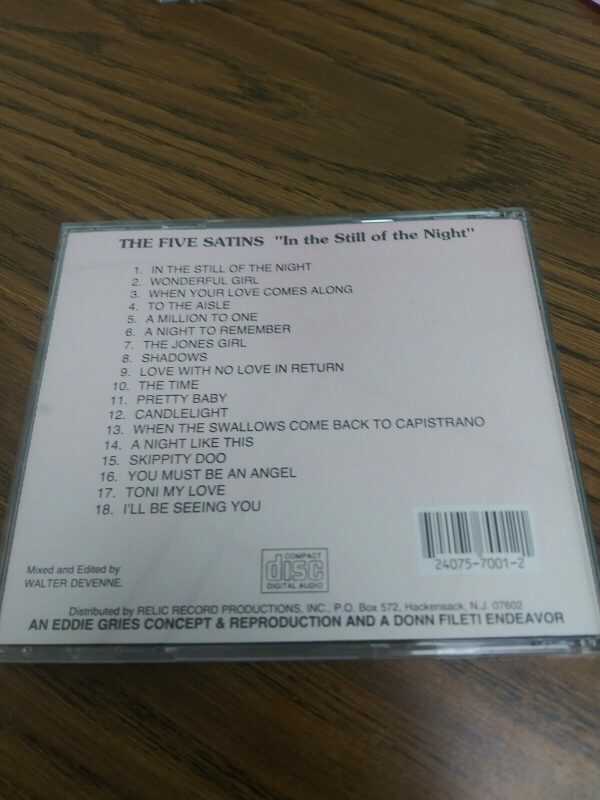 THE FIVE SATINS "In the Still of the Night"
1. IN THE STILL OF THE NIGHT
2. WONDERFUL GIRL
3. WHEN YOUR LOVE COMES ALONG
4. TO THE AISLE
5. A MILLION TO ONE
6. A NIGHT TO REMEMBER
7. THE JONES GIRL
8. SHADOWS
9. LOVE WITH NO LOVE IN RETURN
10. THE TIME
11. PRETTY BABY
12. CANDLELIGHT
13. WHEN THE SWALLOWS COME BACK TO CAPISTRANO
14. A NIGHT LIKE THIS
15. SKIPPITY DOO
16. YOU MUST BE AN ANGEL
17. TONI MY LOVE
18. I'LL BE SEEING YOU
24075-7001-2
Mixed and Edited by
WALTER DEVENNE.
COMPACT
disc
DIGITAL AUDIO
Distributed by RELIC RECORD PRODUCTIONS, INC., P.O. Box 572, Hackensack, N.J. 07602
AN EDDIE GRIES CONCEPT & REPRODUCTION AND A DONN FILETI ENDEAVOR